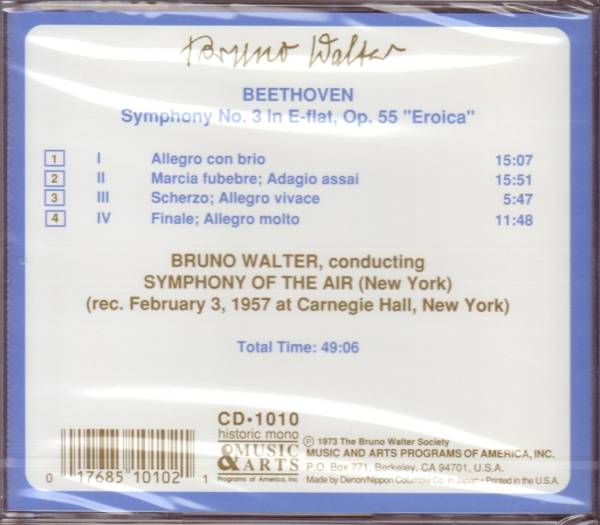 Bruno Walter
BEETHOVEN
Symphony No. 3 in E-flat, Op. 55 "Eroica"
1 I Allegro con brio 15:07
2 II Marcia fubebre; Adagio assai 15:51
3 III Scherzo; Allegro vivace 5:47
4 IV Finale; Allegro molto 11:48
BRUNO WALTER, conducting
SYMPHONY OF THE AIR (New York)
(rec. February 3, 1957 at Carnegie Hall, New York)
Total Time: 49:06
CD•1010
historic mono
MUSIC
&ARTS
Programs of America, Inc
0 17685 10102 1
℗ 1973 The Bruno Walter Society
MUSIC AND ARTS PROGRAMS OF AMERICA, INC.
P.O. Box 771, Berkeley, CA 94701, U.S.A.
Made by Denon/Nippon Columbia Co. in Japan. • Printed in the U.S.A.